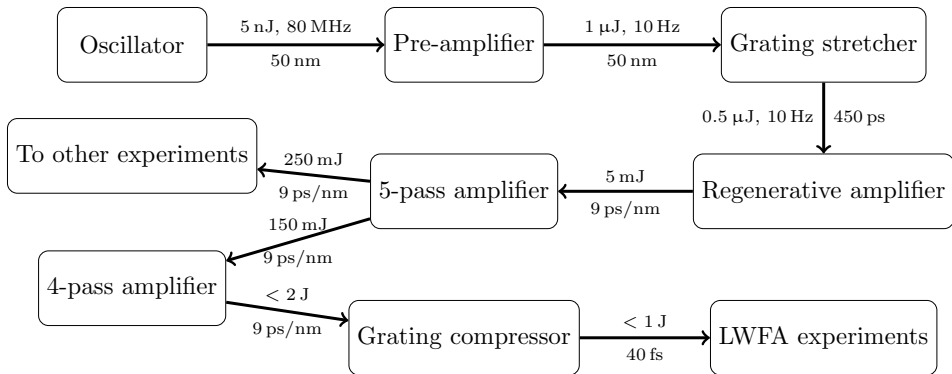 Oscillator
5 nJ, 80 MHz
50 nm
Pre-amplifier
1 µJ, 10 Hz
50 nm
Grating stretcher
0.5 µJ, 10 Hz
450 ps
Regenerative amplifier
5 mJ
9 ps/nm
5-pass amplifier
250 mJ
9 ps/nm
To other experiments
150 mJ
9 ps/nm
4-pass amplifier
< 2 J
9 ps/nm
Grating compressor
< 1 J
40 fs
LWFA experiments